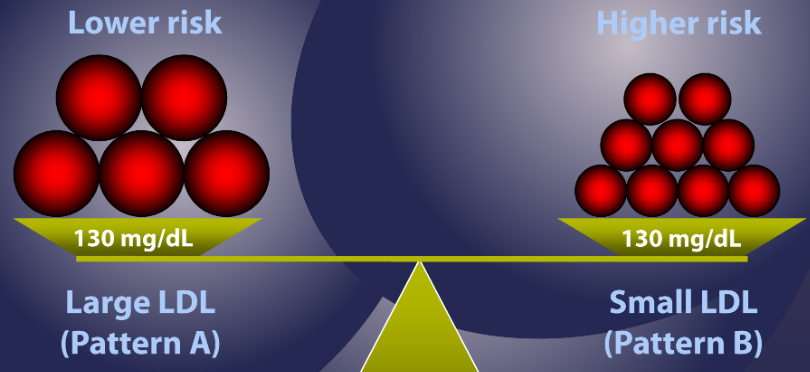 Lower risk
Higher risk
130 mg/dL
130 mg/dL
Large LDL
(Pattern A)
Small LDL
(Pattern B)